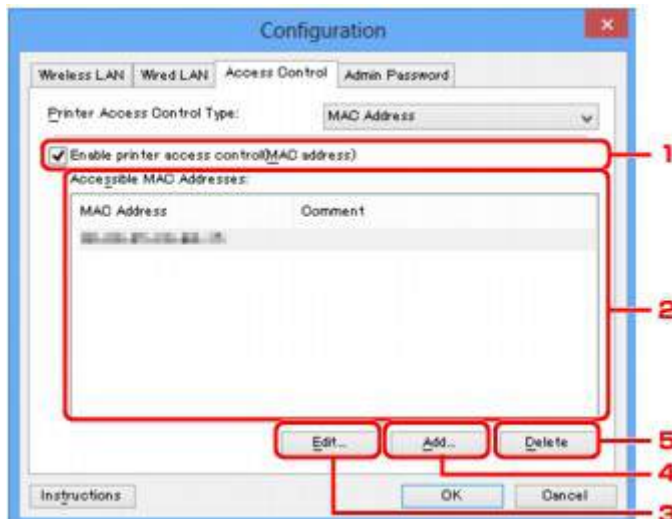 Configuration
Wireless LAN Wired LAN Access Control Admin Password
Printer Access Control Type: MAC Address
Enable printer access control(MAC address) 1
Accessible MAC Addresses:
MAC Address Comment
2
Edit... Add... Delete 5
4
Instructions OK Cancel
3